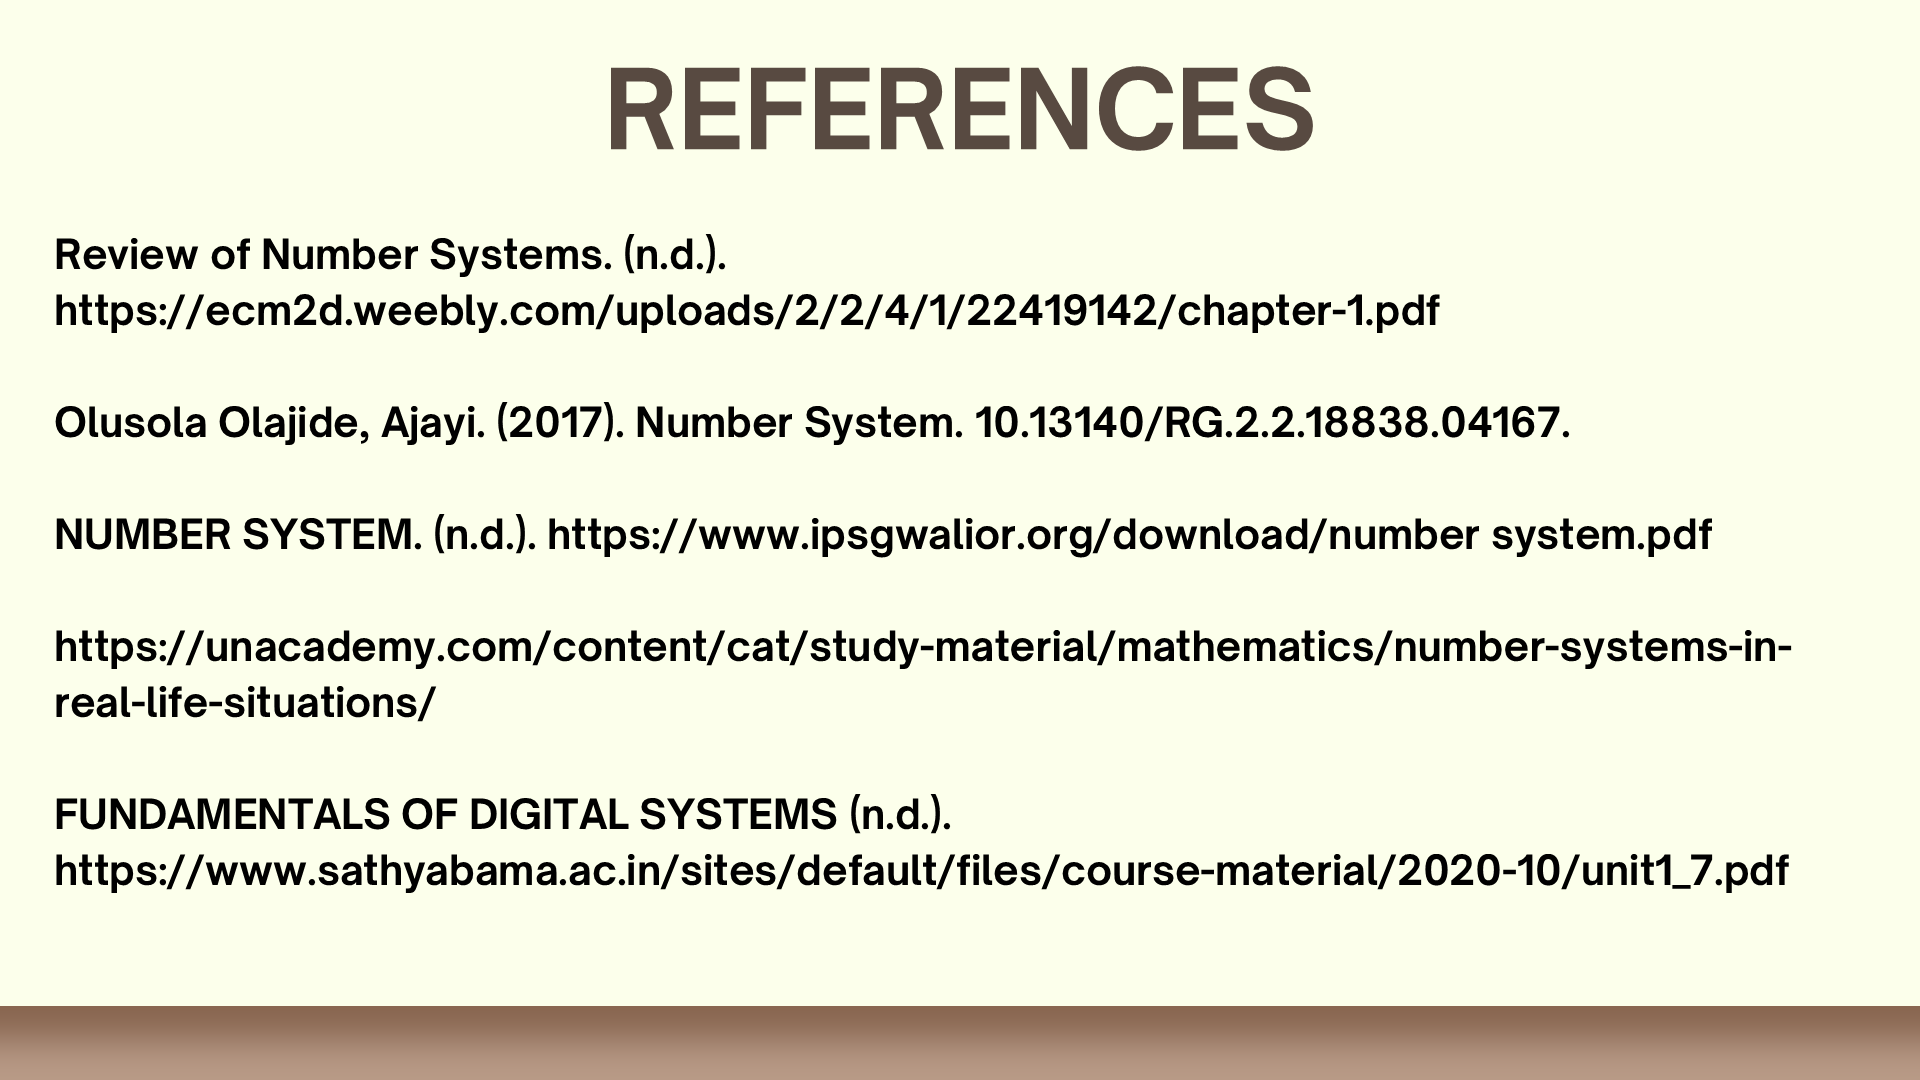 REFERENCES
Review of Number Systems. (n.d.).
https://ecm2d.weebly.com/uploads/2/2/4/1/22419142/chapter-1.pdf
Olusola Olajide, Ajayi. (2017). Number System. 10.13140/RG.2.2.18838.04167.
NUMBER SYSTEM. (n.d.). https://www.ipsgwalior.org/download/number system.pdf
https://unacademy.com/content/cat/study-material/mathematics/number-systems-in-
real-life-situations/
FUNDAMENTALS OF DIGITAL SYSTEMS (n.d.).
https://www.sathyabama.ac.in/sites/default/files/course-material/2020-10/unit1_7.pdf